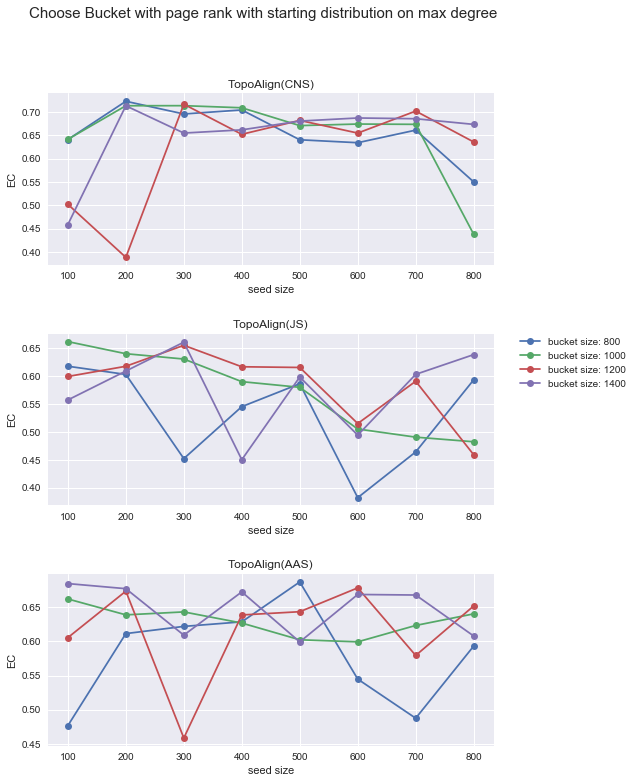 Choose Bucket with page rank with starting distribution on max degree
TopoAlign(CNS)
0.70
0.65
0.60
0.55
0.50
0.45
0.40
EC
100 200 300 400 500 600 700 800
seed size
TopoAlign(JS)
0.65
0.60
0.55
0.50
0.45
0.40
EC
100 200 300 400 500 600 700 800
seed size
bucket size: 800
bucket size: 1000
bucket size: 1200
bucket size: 1400
TopoAlign(AAS)
0.65
0.60
0.55
0.50
0.45
EC
100 200 300 400 500 600 700 800
seed size